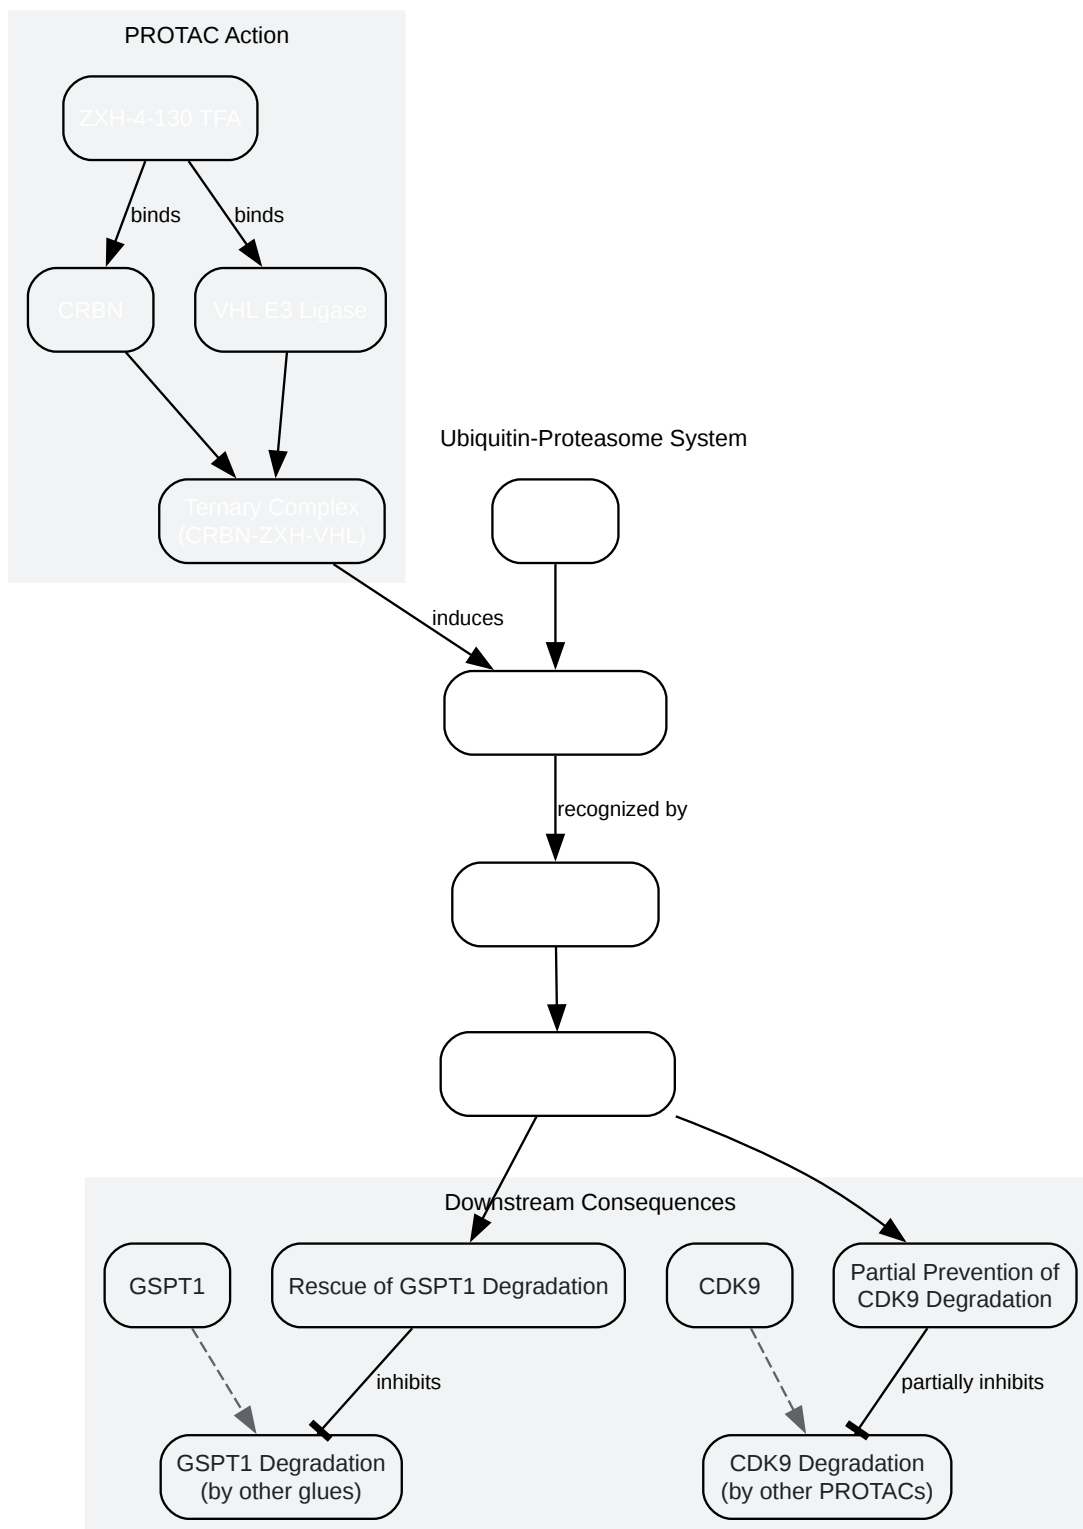 PROTAC Action
ZXH-4-130 TFA
binds
binds
CRBN
VHL E3 Ligase
Ubiquitin-Proteasome System
Ternary Complex
(CRBN-ZXH-VHL)
induces
recognized by
Downstream Consequences
GSPT1
Rescue of GSPT1 Degradation
CDK9
Partial Prevention of
CDK9 Degradation
inhibits
partially inhibits
GSPT1 Degradation
(by other glues)
CDK9 Degradation
(by other PROTACs)